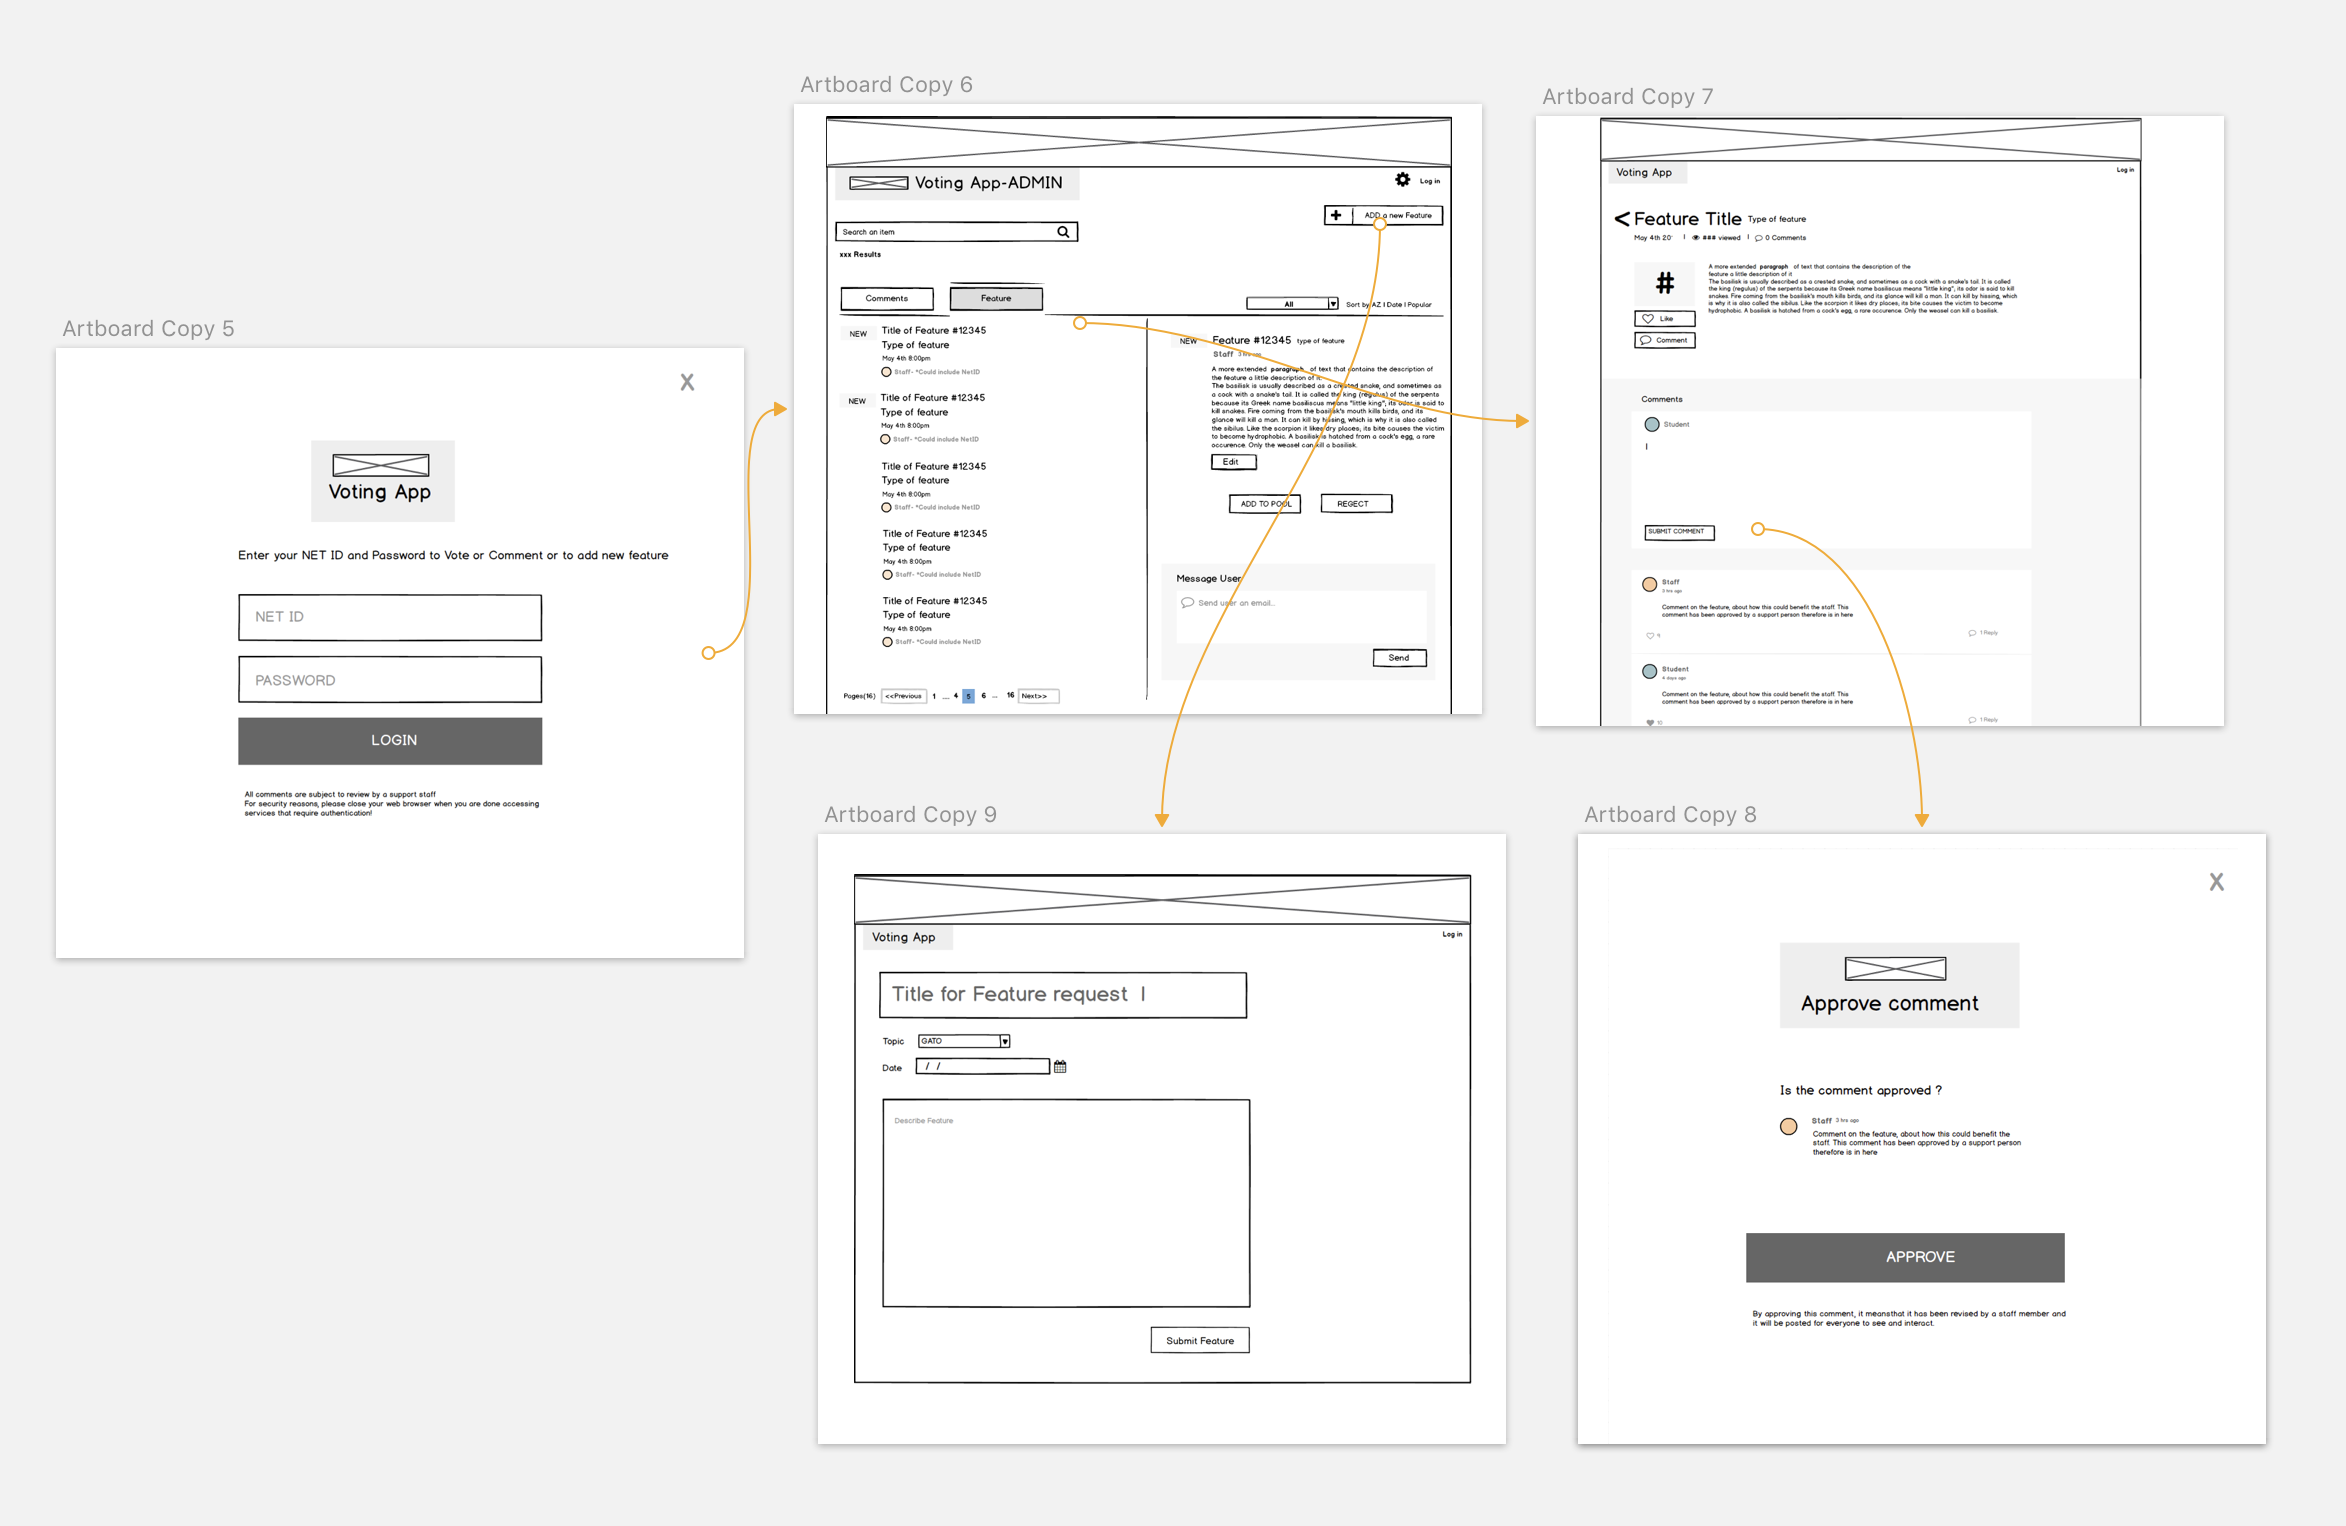 Artboard Copy 5
X
Voting App
Enter your NET ID and Password to Vote or Comment or to add new feature
NET ID
PASSWORD
LOGIN
All comments are subject to review by a support staff
For security reasons, please close your web browser when you are done accessing
services that require authentication!
Artboard Copy 6
Voting App-ADMIN
Log in
ADD a new Feature
Search an item
xxx Results
Comments
Feature
All
Sort by AZ I Date I Popular
NEW
Title of Feature #12345
Type of feature
May 4th 8:00pm
Staff- *Could include NetID
NEW
Title of Feature #12345
Type of feature
May 4th 8:00pm
Staff- *Could include NetID
Title of Feature #12345
Type of feature
May 4th 8:00pm
Staff- *Could include NetID
Title of Feature #12345
Type of feature
May 4th 8:00pm
Staff- *Could include NetID
Title of Feature #12345
Type of feature
May 4th 8:00pm
Staff- *Could include NetID
Pages(16) <<Previous 1 ... 4 5 6 ... 16 Next>>
NEW
Feature #12345 type of feature
Staff 3 hrs ago
A more extended paragraph of text that contains the description of
the feature a little description of it
The basilisk is usually described as a crested snake, and sometimes as
a cock with a snake's tail. It is called the king (regulus) of the serpents
because its Greek name basiliscus means "little king", its odor is said to
kill snakes. Fire coming from the basilisk's mouth kills birds, and its
glance will kill a man. It can kill by hissing, which is why it is also called
the sibilus. Like the scorpion it likes dry places, its bite causes the victim
to become hydrophobic. A basilisk is hatched from a cock's egg, a rare
occurence. Only the weasel can kill a basilisk.
Edit
ADD TO POOL
REGECT
Message User
Send user an email...
Send
Artboard Copy 7
Voting App
Log in
< Feature Title Type of feature
May 4th 20 I ### viewed I 0 Comments
#
Like
Comment
A more extended paragraph of text that contains the description of the
feature a little description of it
The basilisk is usually described as a crested snake, and sometimes as a cock with a snake's tail. It is called
the king (regulus) of the serpents because its Greek name basiliscus means "little king", its odor is said to kill
snakes. Fire coming from the basilisk's mouth kills birds, and its glance will kill a man. It can kill by hissing, which
is why it is also called the sibilus. Like the scorpion it likes dry places, its bite causes the victim to become
hydrophobic. A basilisk is hatched from a cock's egg, a rare occurence. Only the weasel can kill a basilisk.
Comments
Student
I
SUBMIT COMMENT
Staff
3 hrs ago
Comment on the feature, about how this could benefit the staff. This
comment has been approved by a support person therefore is in here
4
1 Reply
Student
4 days ago
Comment on the feature, about how this could benefit the staff. This
comment has been approved by a support person therefore is in here
10
1 Reply
Artboard Copy 9
Voting App
Log in
Title for Feature request I
Topic
GATO
Date
/ /
Describe Feature
Submit Feature
Artboard Copy 8
X
Approve comment
Is the comment approved ?
Staff 3 hrs ago
Comment on the feature, about how this could benefit the
staff. This comment has been approved by a support person
therefore is in here
APPROVE
By approving this comment, it meansthat it has been revised by a staff member and
it will be posted for everyone to see and interact.